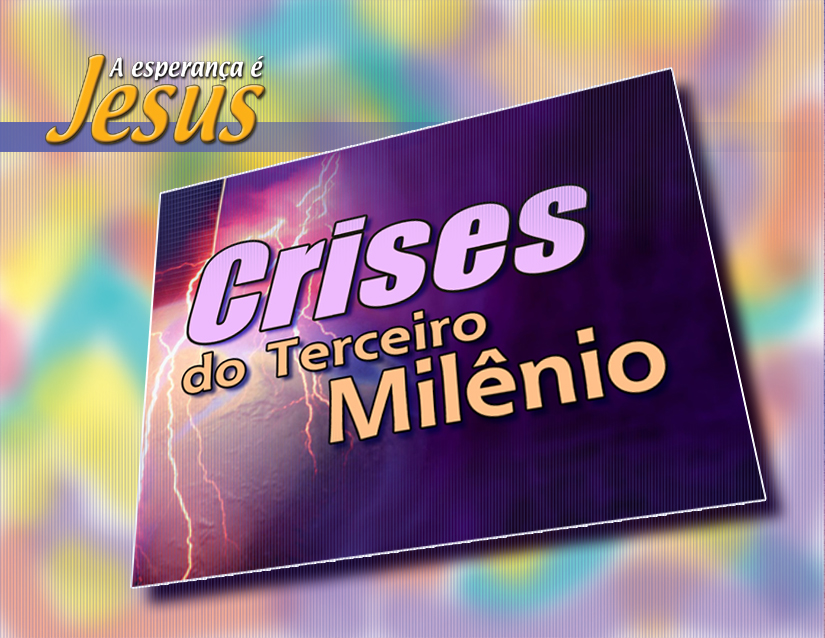 A esperança é
Jesus
Crises
do Terceiro
Milênio